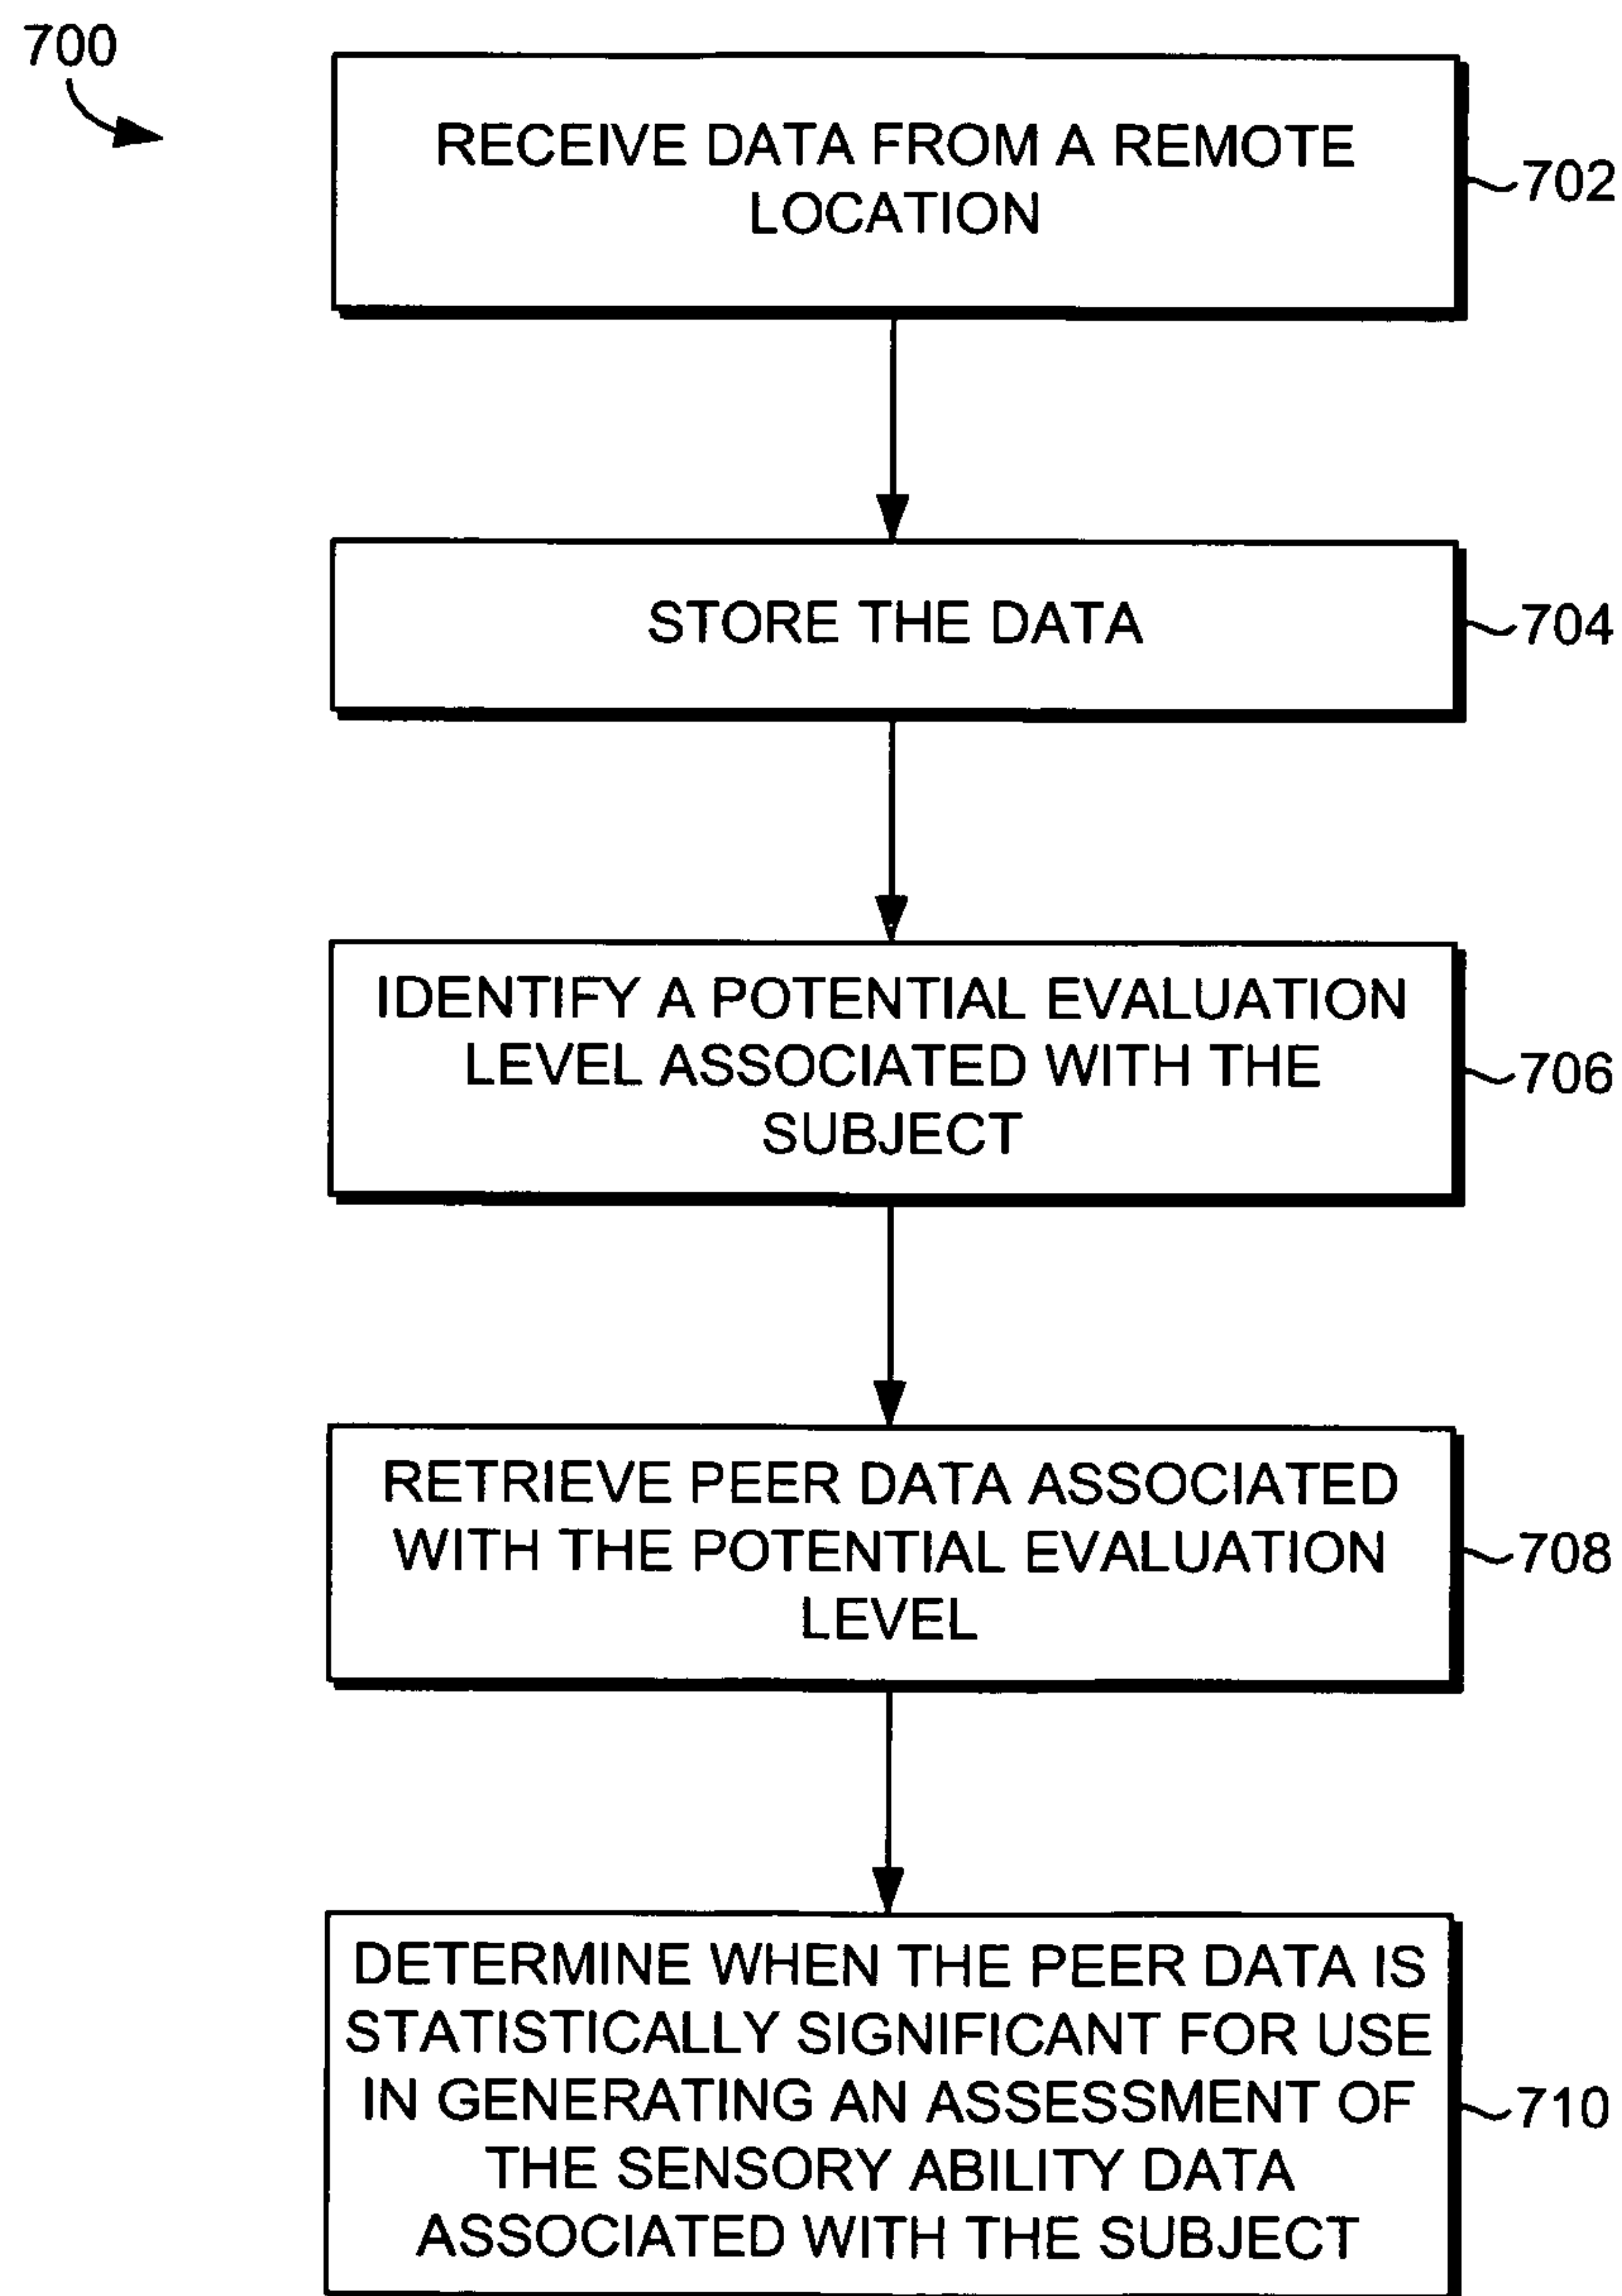 700
RECEIVE DATA FROM A REMOTE
LOCATION
702
STORE THE DATA
704
IDENTIFY A POTENTIAL EVALUATION
LEVEL ASSOCIATED WITH THE
SUBJECT
706
RETRIEVE PEER DATA ASSOCIATED
WITH THE POTENTIAL EVALUATION
LEVEL
708
DETERMINE WHEN THE PEER DATA IS
STATISTICALLY SIGNIFICANT FOR USE
IN GENERATING AN ASSESSMENT OF
THE SENSORY ABILITY DATA
ASSOCIATED WITH THE SUBJECT
710